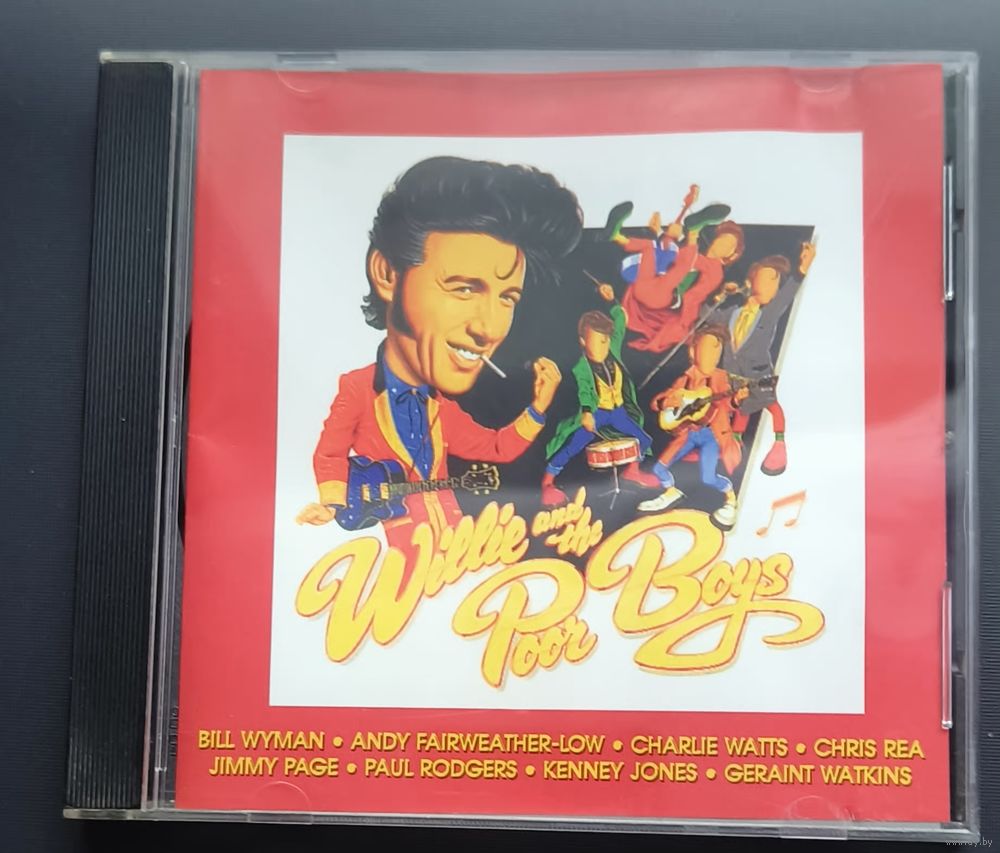 Willie and the
Poor Boys
BILL WYMAN • ANDY FAIRWEATHER-LOW • CHARLIE WATTS • CHRIS REA
JIMMY PAGE • PAUL RODGERS • KENNEY JONES • GERAINT WATKINS